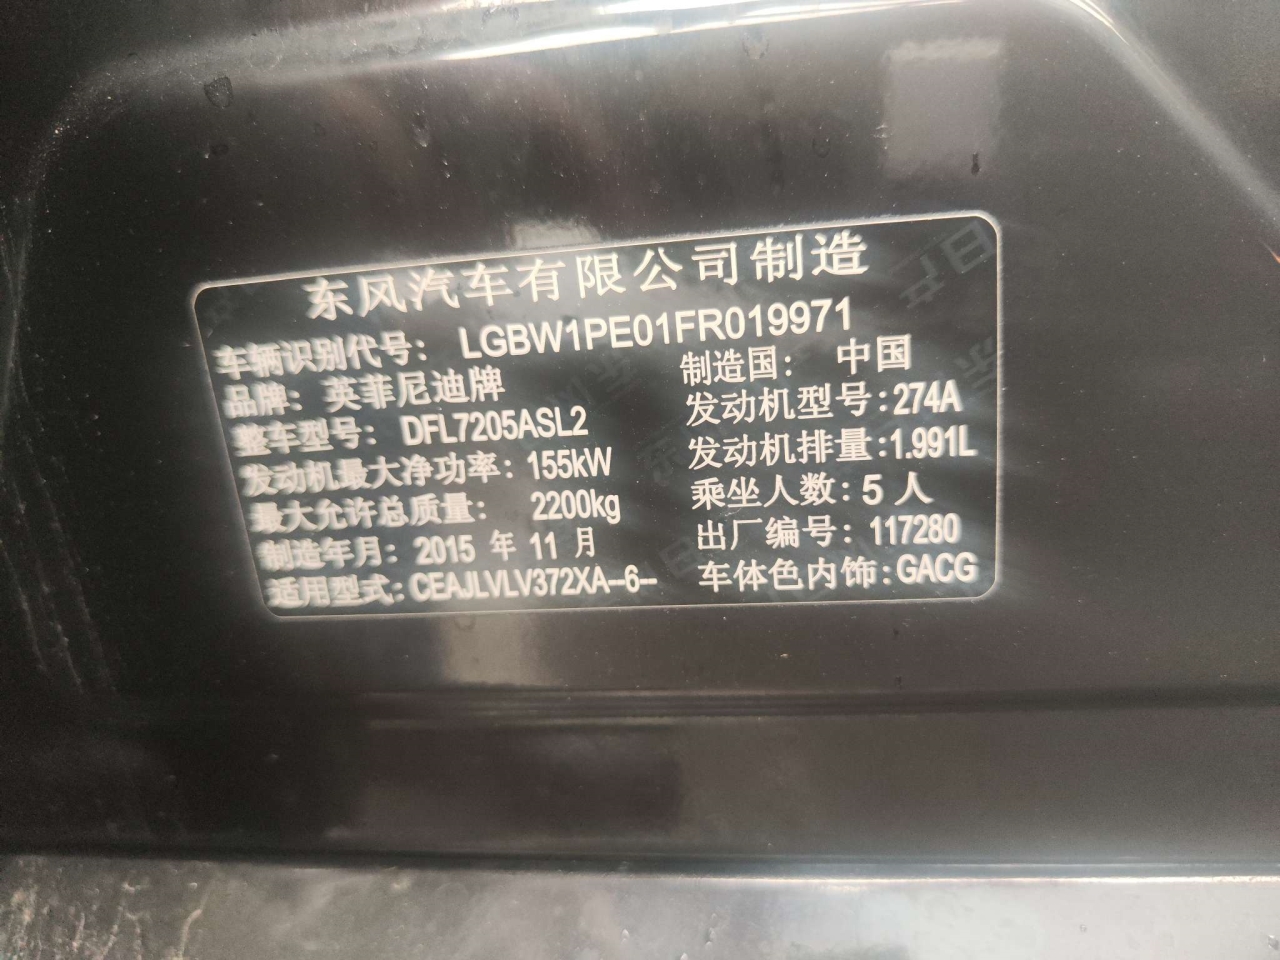 东风汽车有限公司制造
车辆识别代号: LGBW1PE01FR019971
品牌: 英菲尼迪牌 制造国: 中国
整车型号: DFL7205ASL2 发动机型号: 274A
发动机最大净功率: 155kW 发动机排量: 1.991L
最大允许总质量: 2200kg 乘坐人数: 5 人
制造年月: 2015 年 11 月 出厂编号: 117280
适用型式: CEAJLVLV372XA--6-- 车体色内饰: GACG